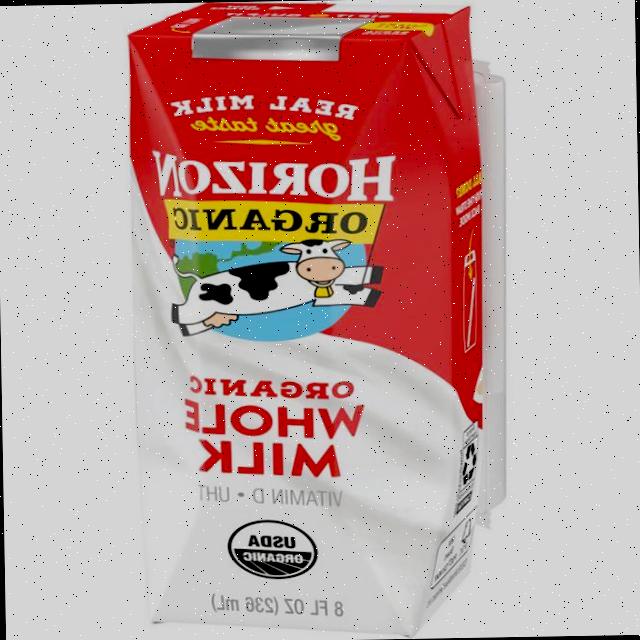 REAL MILK
great taste
HORIZON
ORGANIC
ORGANIC
WHOLE
MILK
VITAMIN D • UHT
USDA
ORGANIC
8 FL OZ (236 mL)